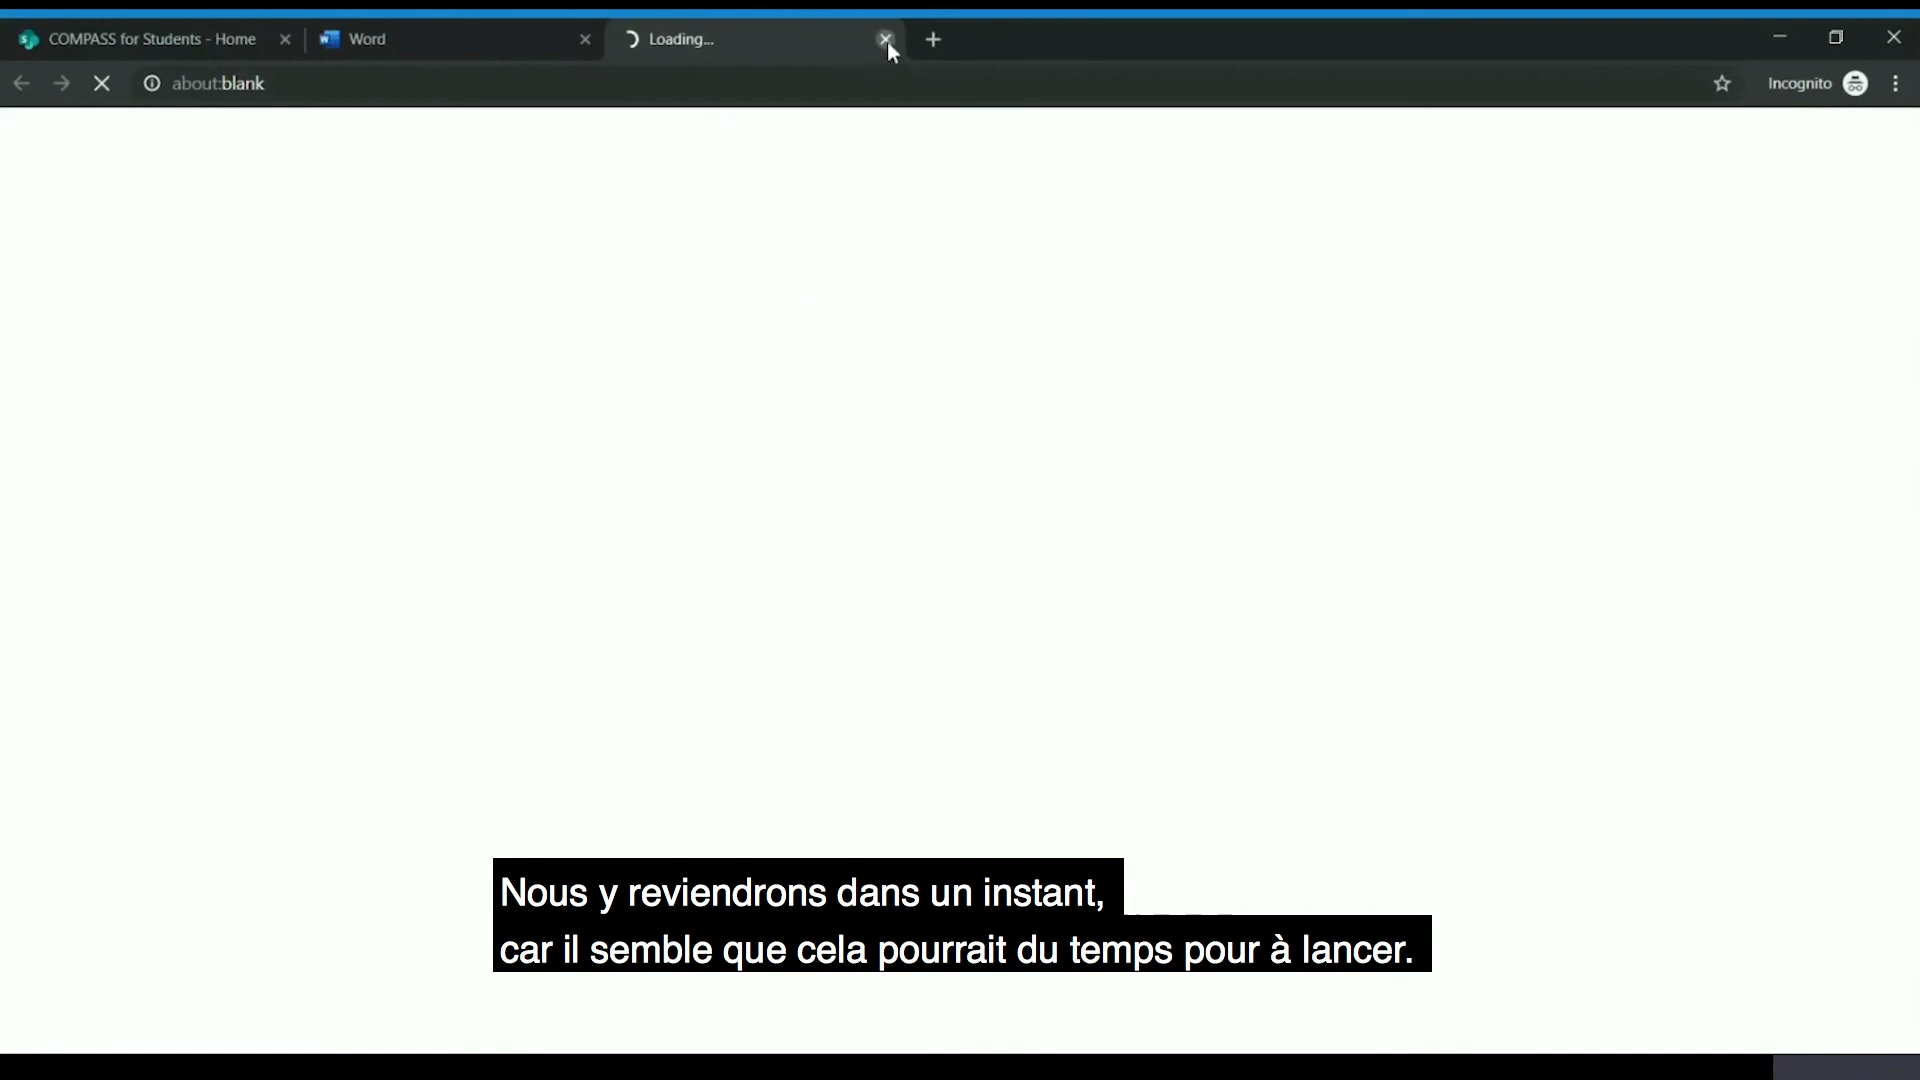 COMPASS for Students - Home
Word
Loading...
about:blank
Incognito
Nous y reviendrons dans un instant,
car il semble que cela pourrait du temps pour à lancer.